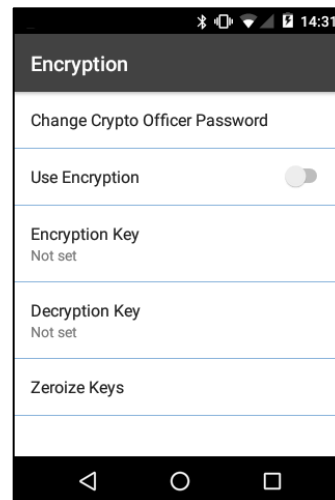 14:31
Encryption
Change Crypto Officer Password
Use Encryption
Encryption Key
Not set
Decryption Key
Not set
Zeroize Keys